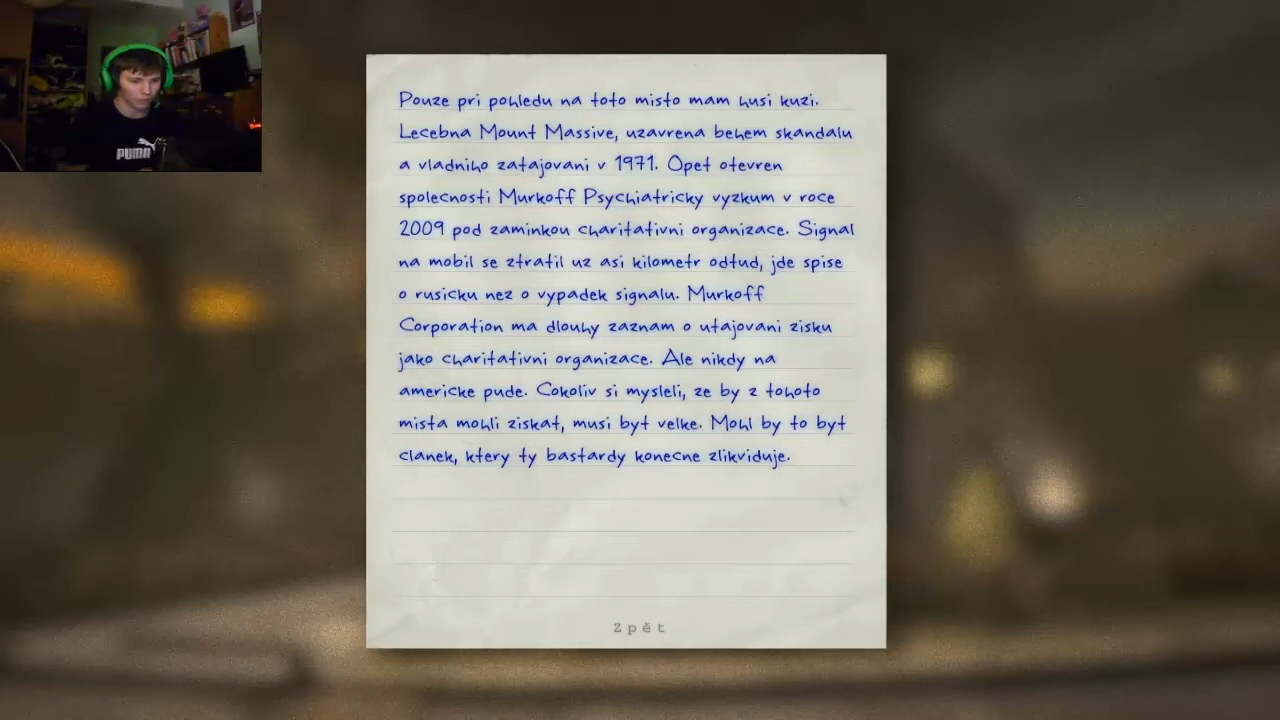 Pouze pri pohledu na toto misto mam husi kuzi.
Lecebna Mount Massive, uzavrena behem skandalu
a vladniho zatajovani v 1971. Opet otevren
spolecnosti Murkoff Psychiatricky vyzkum v roce
2009 pod zaminkou charitativni organizace. Signal
na mobil se ztratil uz asi kilometr odtud, jde spise
o rusicku nez o vypadek signalu. Murkoff
Corporation ma dlouhy zaznam o utajovani zisku
jako charitativni organizace. Ale nikdy na
americke pude. Cokoliv si mysleli, ze by z tohoto
mista mohli ziskat, musi byt velke. Mohl by to byt
clanek, ktery ty bastardy konecne zlikviduje.
Zpět
PUMA